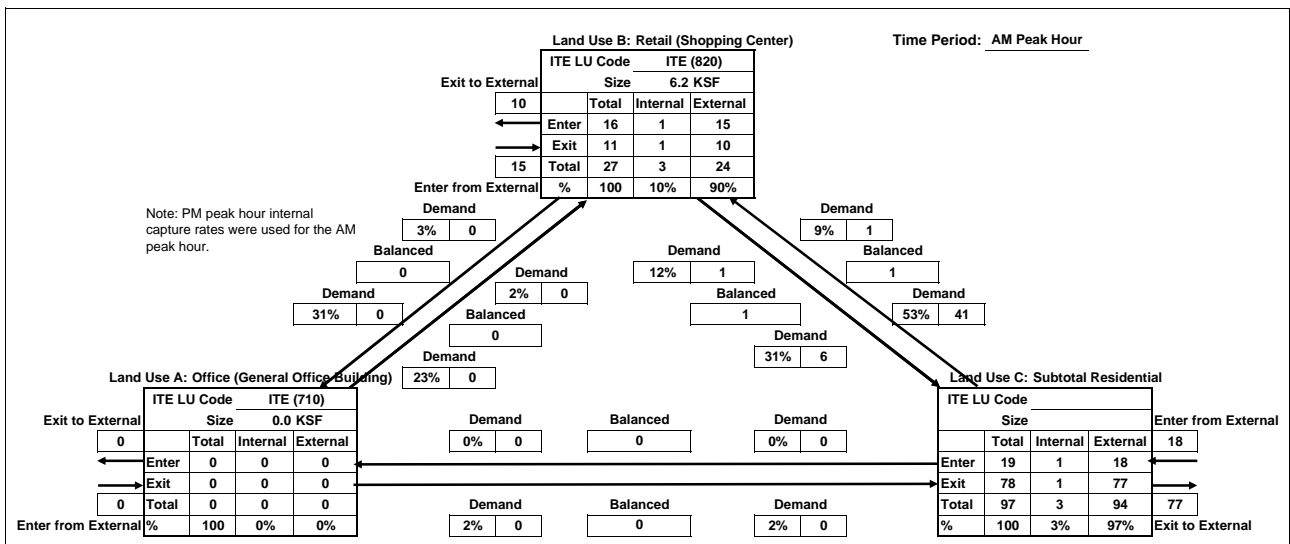 Land Use B: Retail (Shopping Center)
Time Period: AM Peak Hour
ITE LU Code ITE (820)
Exit to External Size 6.2 KSF
10 Total Internal External
Enter 16 1 15
Exit 11 1 10
15 Total 27 3 24
Enter from External % 100 10% 90%
Note: PM peak hour internal
capture rates were used for the AM
peak hour.
Demand
3% 0
Balanced
0
Demand
31% 0
Demand
2% 0
Balanced
0
Demand
23% 0
Demand
12% 1
Balanced
1
Demand
31% 6
Demand
9% 1
Balanced
1
Demand
53% 41
Land Use A: Office (General Office Building)
ITE LU Code ITE (710)
Exit to External Size 0.0 KSF
0 Total Internal External
Enter 0 0 0
Exit 0 0 0
0 Total 0 0 0
Enter from External % 100 0% 0%
Demand Balanced Demand
0% 0 0 0% 0
Demand Balanced Demand
2% 0 0 2% 0
Land Use C: Subtotal Residential
ITE LU Code
Size Enter from External
Total Internal External 18
Enter 19 1 18
Exit 78 1 77
Total 97 3 94 77
% 100 3% 97% Exit to External